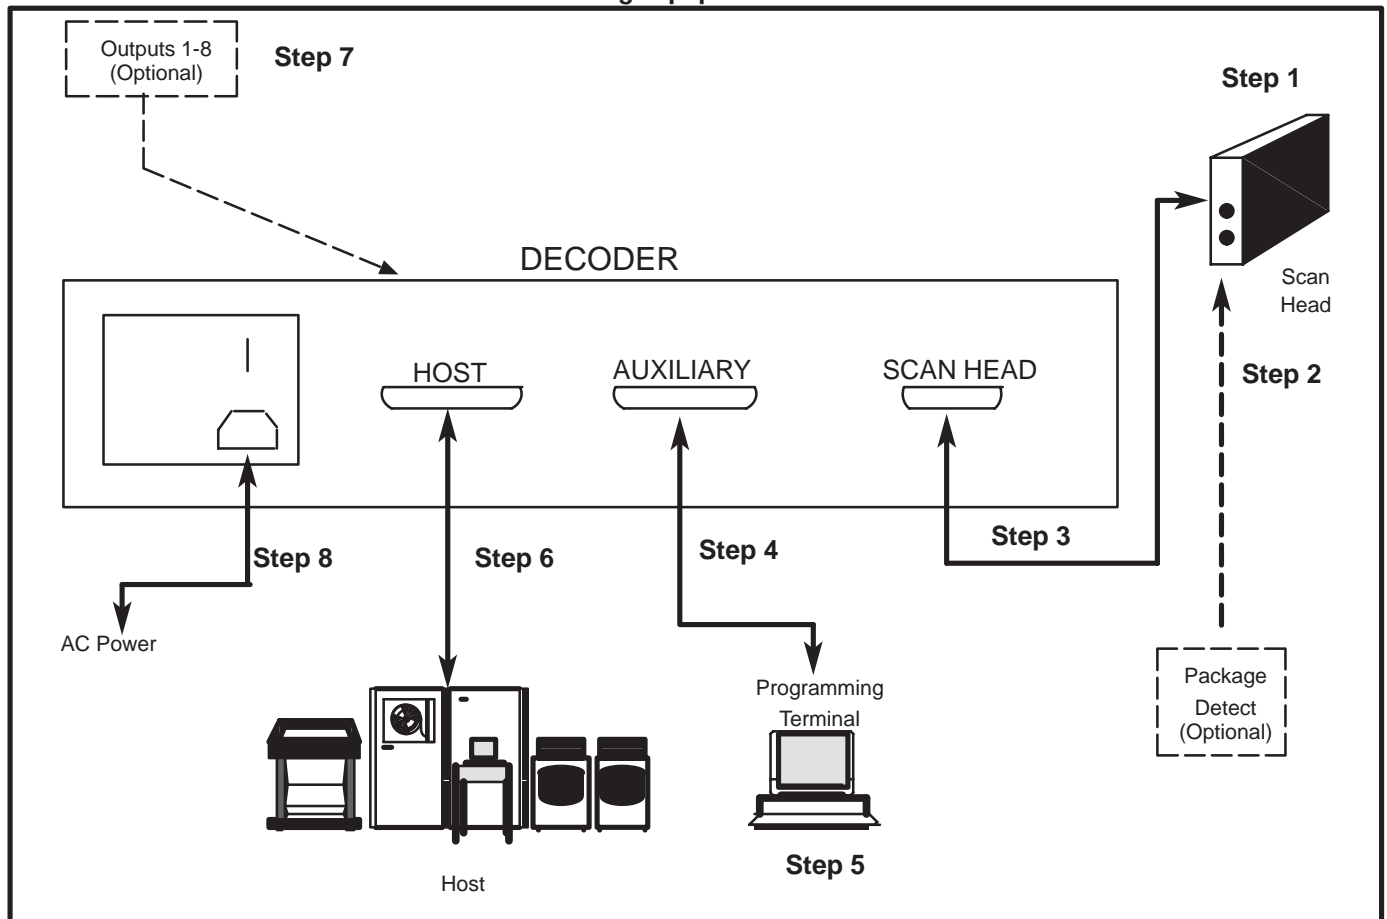 Outputs 1-8
(Optional)
Step 7
Step 1
DECODER
Scan
Head
HOST
AUXILIARY
SCAN HEAD
Step 2
Step 8
Step 6
Step 4
Step 3
AC Power
Programming
Terminal
Package
Detect
(Optional)
Step 5
Host